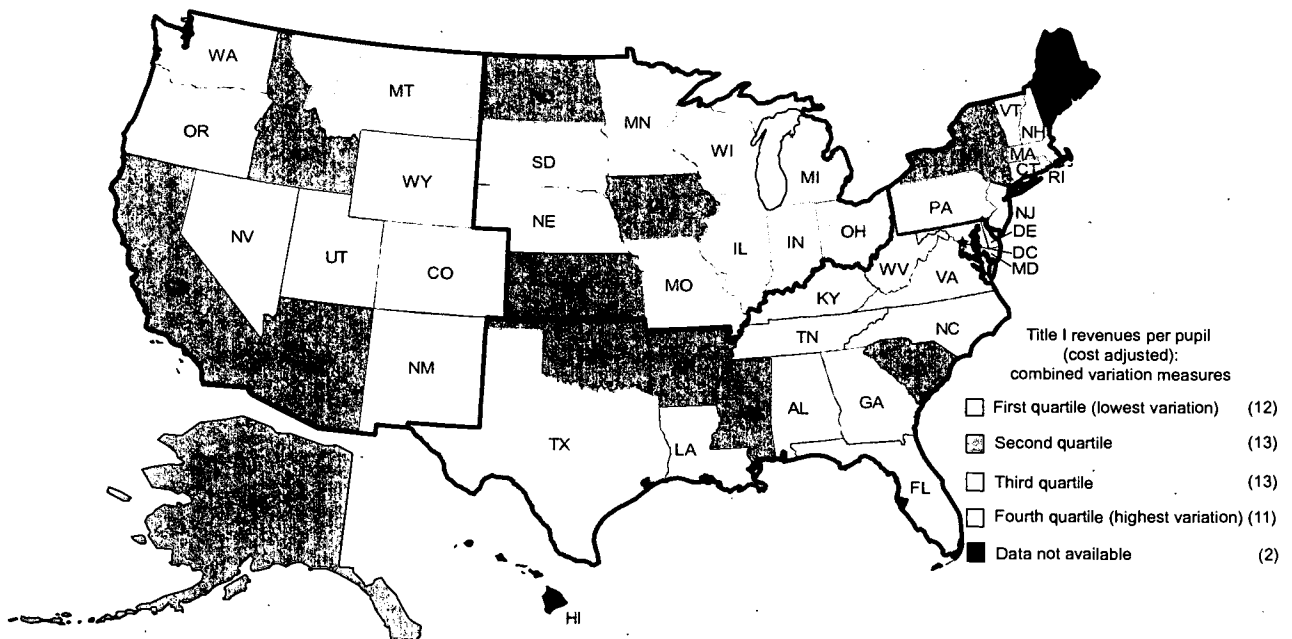 WA
MT
OR
MN
VT
NH
WI
SD
MA
CT
RI
WY
MI
PA
NJ
NE
NV
OH
DE
UT
IL
IN
DC
CO
WV
MD
MO
VA
KY
NC
TN
NM
AL
GA
TX
LA
FL
HI
Title I revenues per pupil
(cost adjusted):
combined variation measures
First quartile (lowest variation) (12)
Second quartile (13)
Third quartile (13)
Fourth quartile (highest variation) (11)
Data not available (2)